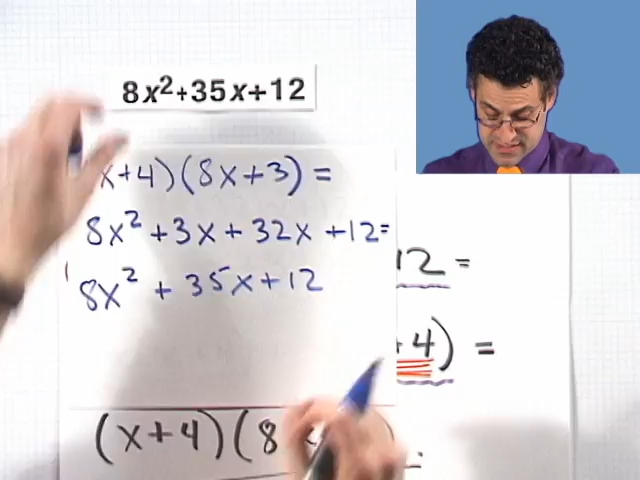 8x²+35x+12
x+4)(8x+3)=
8x²+3x+32x+12=
8x²+35x+12
12=
+4)=
(x+4)(8